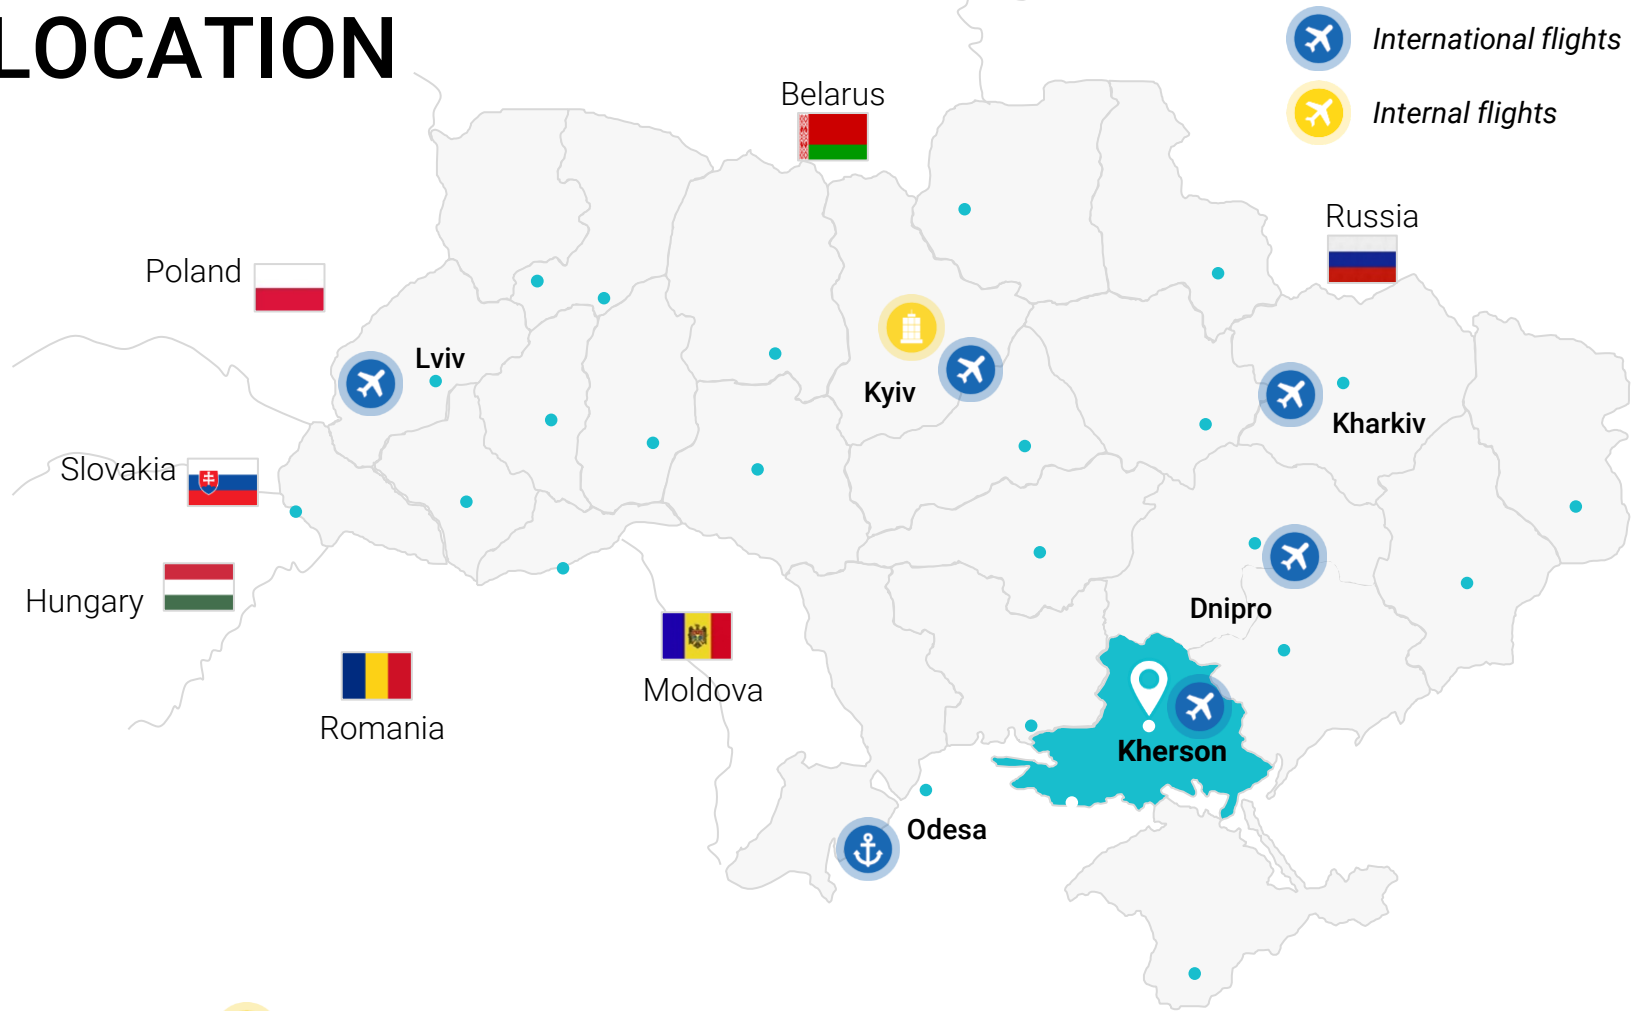 LOCATION
International flights
Internal flights
Belarus
Russia
Poland
Lviv
Kyiv
Kharkiv
Slovakia
Hungary
Dnipro
Moldova
Romania
Kherson
Odesa